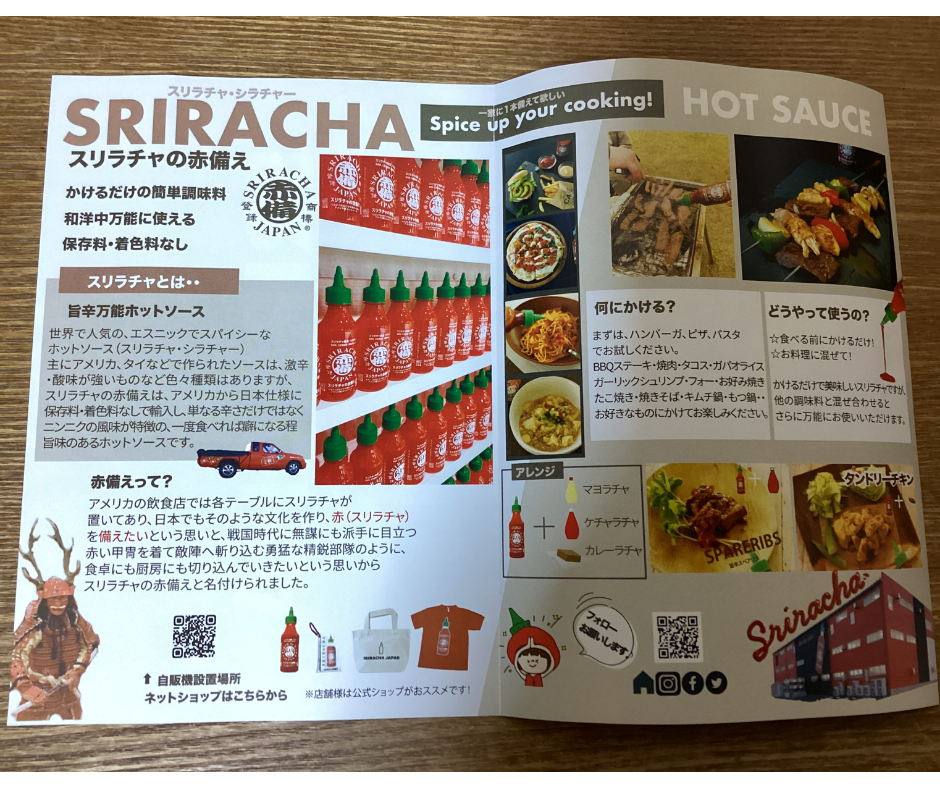 スリラチャ・シラチャー
SRIRACHA
スリラチャの赤備え
かけるだけの簡単調味料
和洋中万能に使える
保存料・着色料なし
SRIRACHA
赤備
登録
商標
JAPAN
®
スリラチャとは・・
旨辛万能ホットソース
世界で人気の、エスニックでスパイシーな
ホットソース（スリラチャ・シラチャー）
主にアメリカ、タイなどで作られたソースは、激辛
・酸味が強いものなど色々種類はありますが、
スリラチャの赤備えは、アメリカから日本仕様に
保存料・着色料なしで輸入し、単なる辛さだけではなく
ニンニクの風味が特徴の、一度食べれば癖になる程
旨味のあるホットソースです。
赤備えって？
アメリカの飲食店では各テーブルにスリラチャが
置いてあり、日本でもそのような文化を作り、赤（スリラチャ）
を備えたいという思いと、戦国時代に無謀にも派手に目立つ
赤い甲冑を着て敵陣へ斬り込む勇猛な精鋭部隊のように、
食卓にも厨房にも切り込んでいきたいという思いから
スリラチャの赤備えと名付けられました。
⬆ 自販機設置場所
ネットショップはこちらから
SRIRACHA JAPAN
※店舗様は公式ショップがおススメです！
一家に1本備えて欲しい
Spice up your cooking!
HOT SAUCE
何にかける？
まずは、ハンバーガ、ピザ、パスタ
でお試しください。
BBQステーキ・焼肉・タコス・ガパオライス
ガーリックシュリンプ・フォー・お好み焼き
たこ焼き・焼きそば・キムチ鍋・もつ鍋・・
お好きなものにかけてお楽しみください。
どうやって使うの？
☆食べる前にかけるだけ！
☆お料理に混ぜて！
かけるだけで美味しいスリラチャですが、
他の調味料と混ぜ合わせると
さらに万能にお使いいただけます。
アレンジ
マヨラチャ
ケチャラチャ
カレーラチャ
SPARERIBS
タンドリーチキン
フォロー
お願いします。
Sriracha